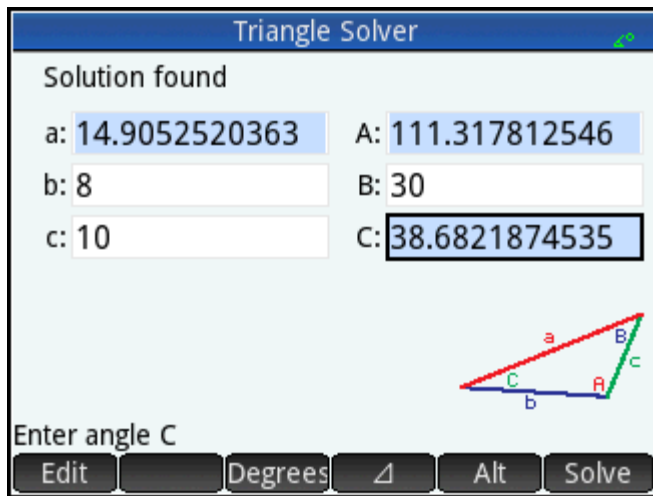 Triangle Solver
Solution found
a: 14.9052520363 A: 111.317812546
b: 8 B: 30
c: 10 C: 38.6821874535
a B
C A c
b
Enter angle C
Edit Degrees ⊿ Alt Solve